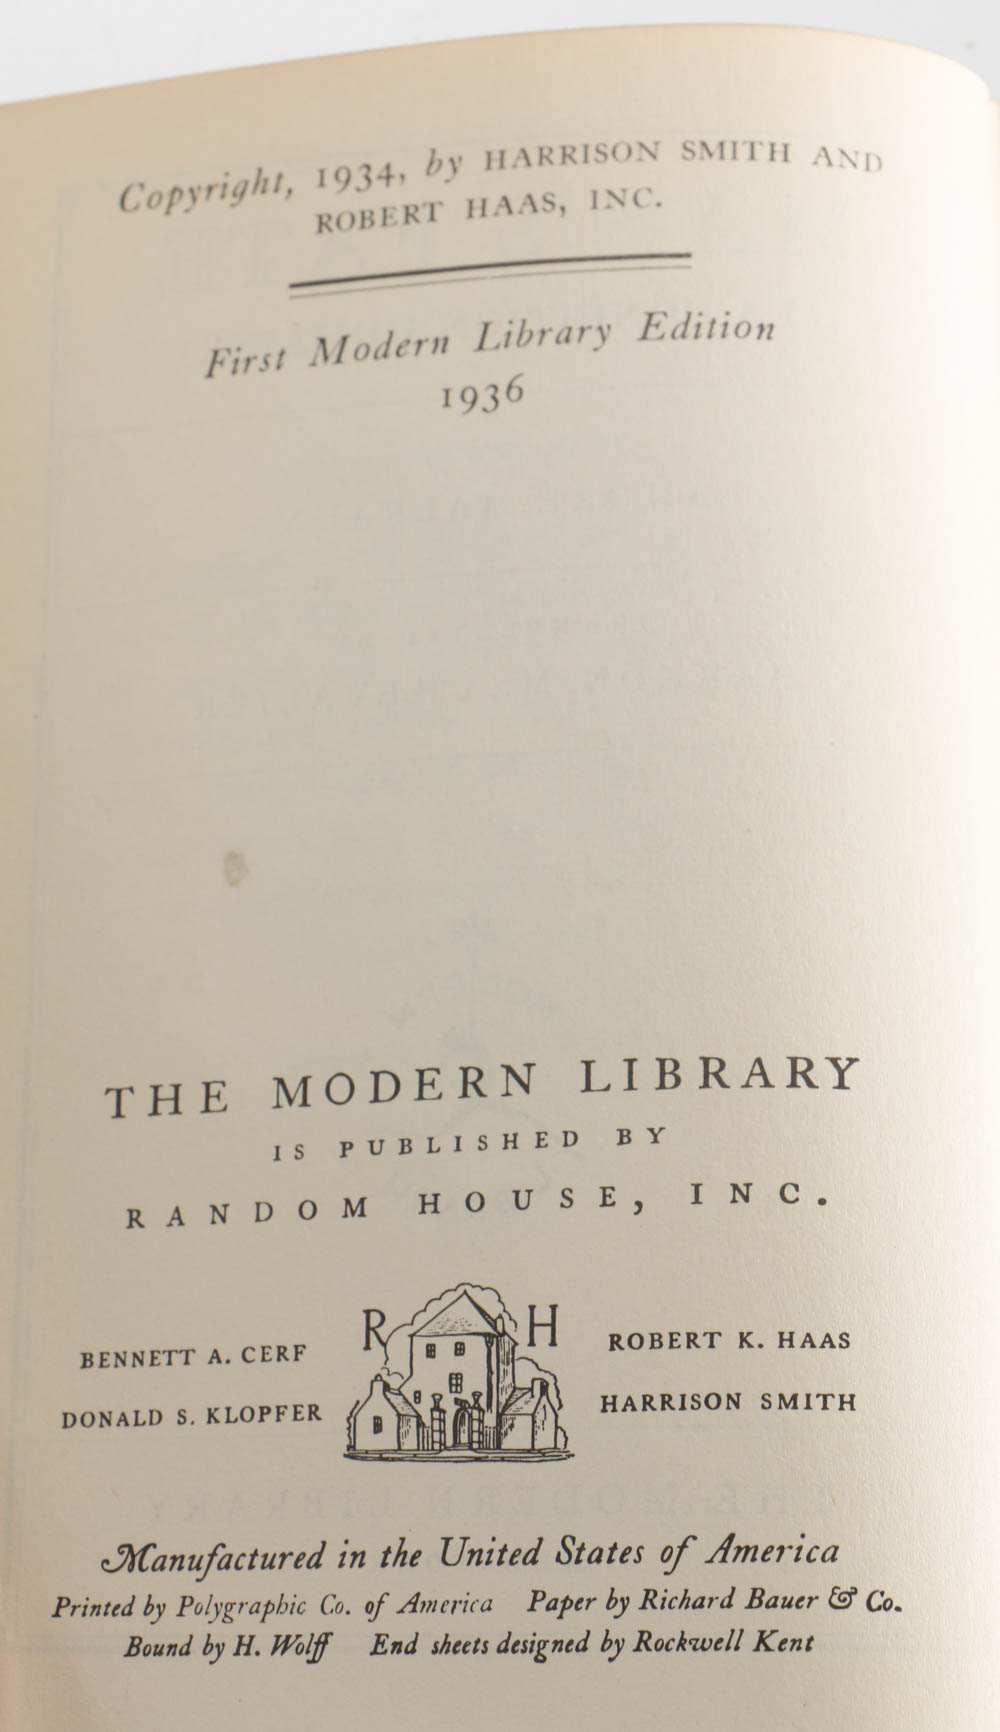 Copyright, 1934, by HARRISON SMITH AND
ROBERT HAAS, INC.
First Modern Library Edition
1936
THE MODERN LIBRARY
IS PUBLISHED BY
RANDOM HOUSE, INC.
R H
BENNETT A. CERF ROBERT K. HAAS
DONALD S. KLOPFER HARRISON SMITH
Manufactured in the United States of America
Printed by Polygraphic Co. of America Paper by Richard Bauer & Co.
Bound by H. Wolff End sheets designed by Rockwell Kent